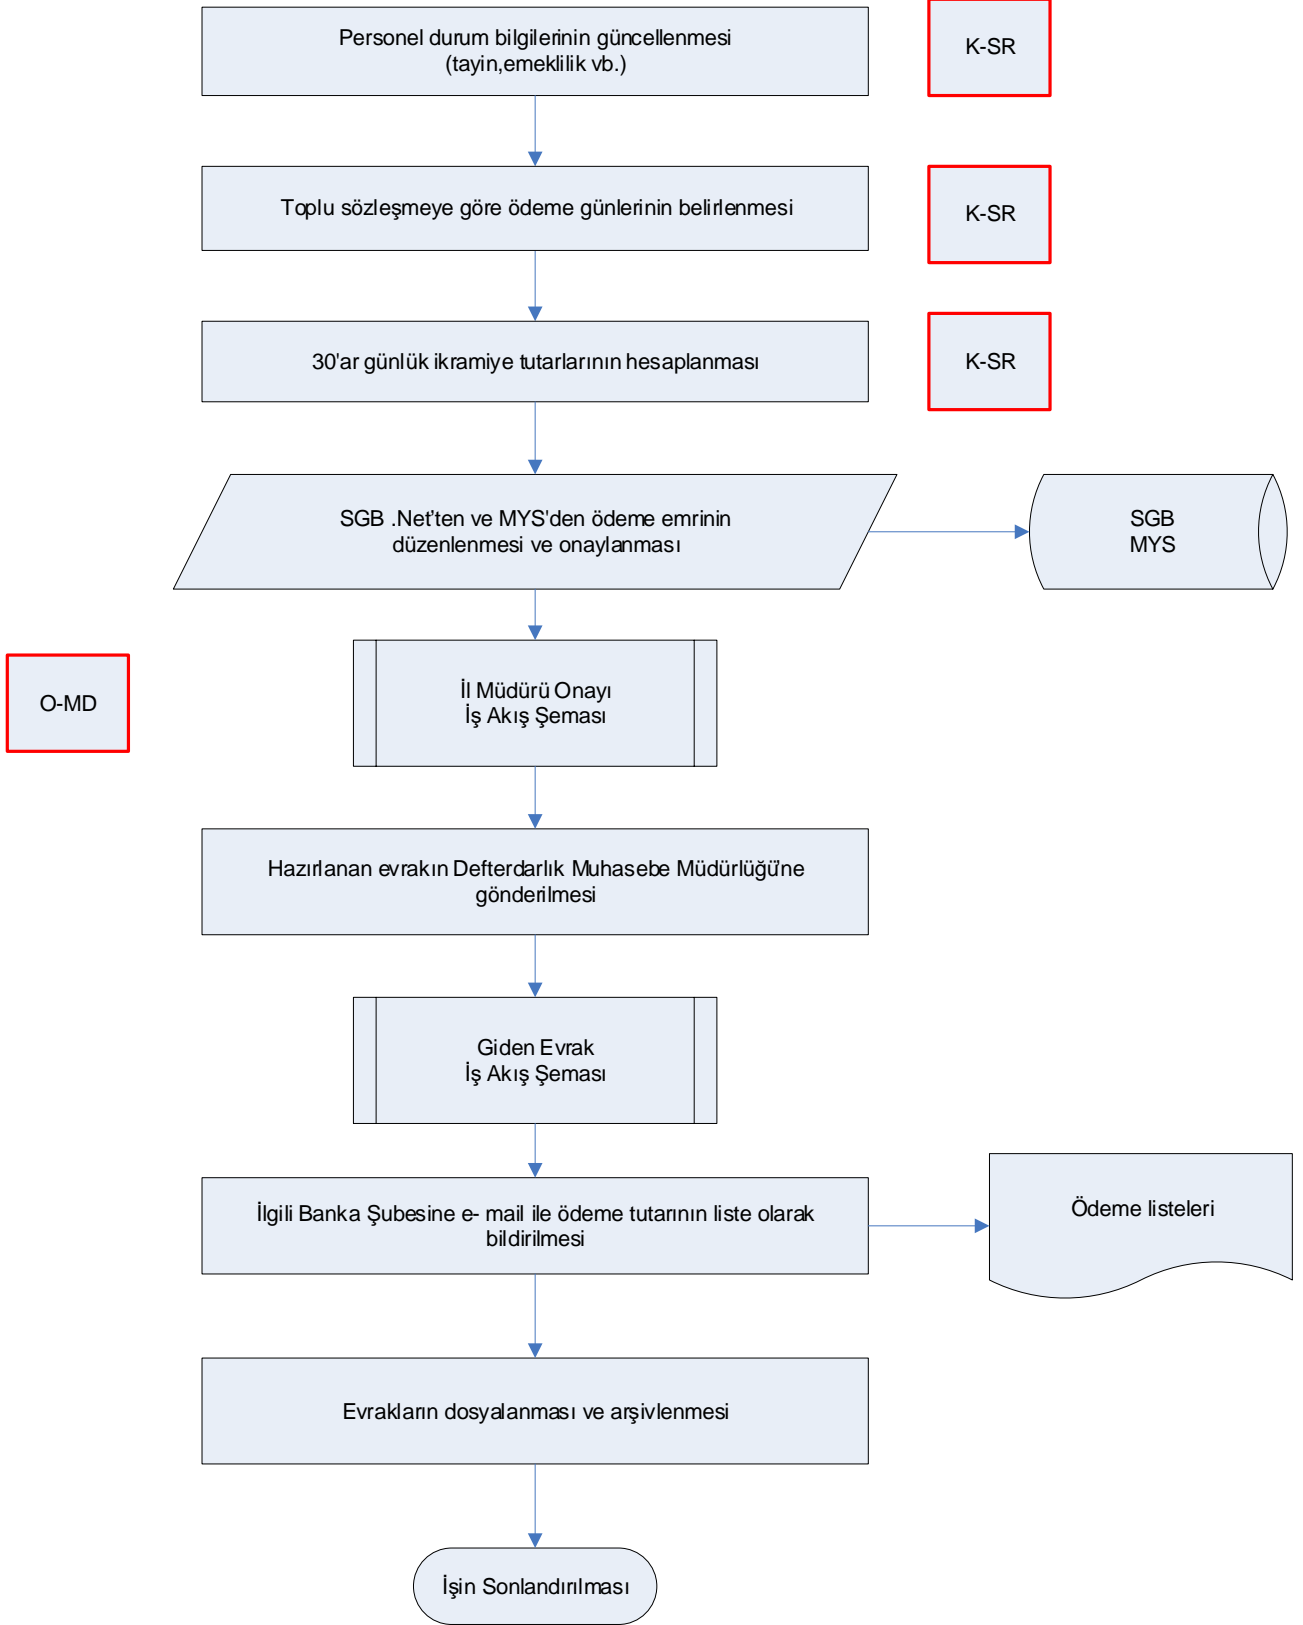 Personel durum bilgilerinin güncellenmesi
(tayin,emeklilik vb.)
K-SR
Toplu sözleşmeye göre ödeme günlerinin belirlenmesi
K-SR
30'ar günlük ikramiye tutarlarının hesaplanması
K-SR
SGB .Net'ten ve MYS'den ödeme emrinin
düzenlenmesi ve onaylanması
SGB
MYS
O-MD
İl Müdürü Onayı
İş Akış Şeması
Hazırlanan evrakın Defterdarlık Muhasebe Müdürlüğü'ne
gönderilmesi
Giden Evrak
İş Akış Şeması
İlgili Banka Şubesine e- mail ile ödeme tutarının liste olarak
bildirilmesi
Ödeme listeleri
Evrakların dosyalanması ve arşivlenmesi
İşin Sonlandırılması